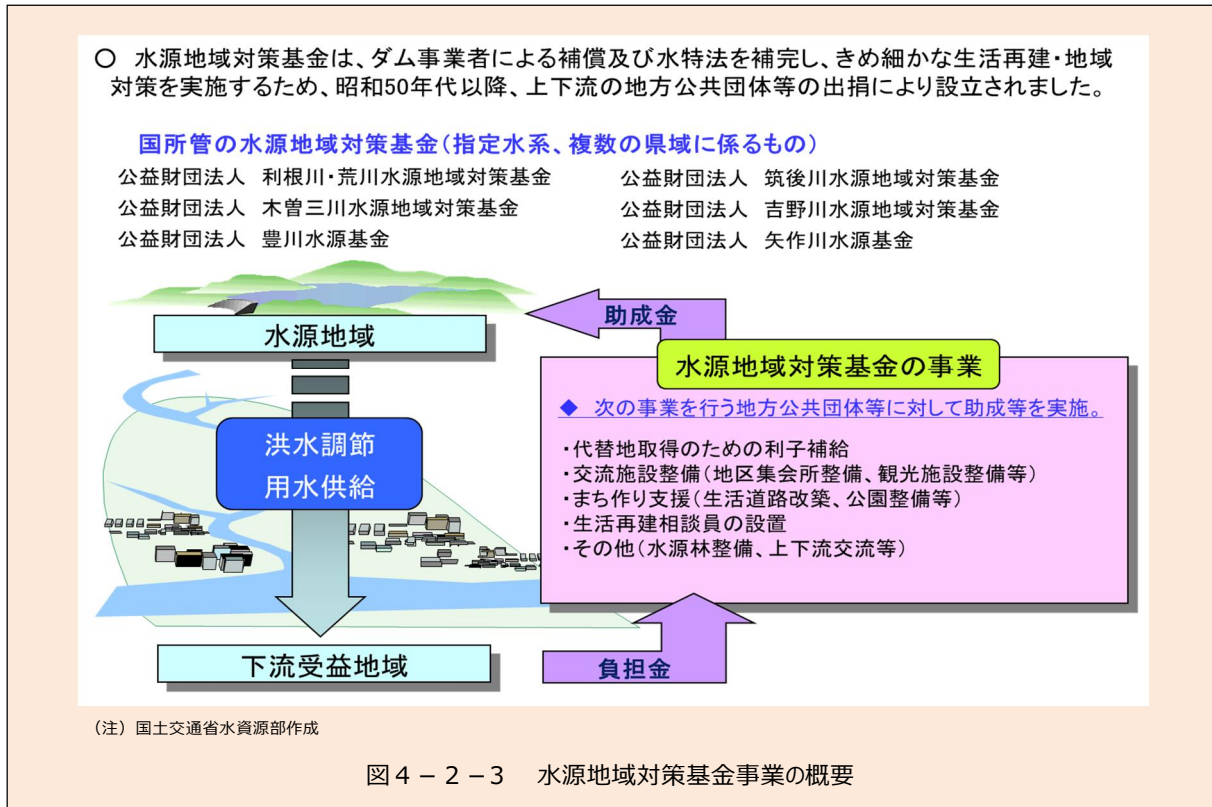 ○ 水源地域対策基金は、ダム事業者による補償及び水特法を補完し、きめ細かな生活再建・地域
対策を実施するため、昭和50年代以降、上下流の地方公共団体等の出捐により設立されました。
国所管の水源地域対策基金(指定水系、複数の県域に係るもの)
公益財団法人 利根川・荒川水源地域対策基金
公益財団法人 木曽三川水源地域対策基金
公益財団法人 豊川水源基金
公益財団法人 筑後川水源地域対策基金
公益財団法人 吉野川水源地域対策基金
公益財団法人 矢作川水源基金
水源地域
助成金
水源地域対策基金の事業
◆ 次の事業を行う地方公共団体等に対して助成等を実施。
・代替地取得のための利子補給
・交流施設整備(地区集会所整備、観光施設整備等)
・まち作り支援(生活道路改築、公園整備等)
・生活再建相談員の設置
・その他(水源林整備、上下流交流等)
洪水調節
用水供給
下流受益地域
負担金
(注)国土交通省水資源部作成
図4-2-3 水源地域対策基金事業の概要